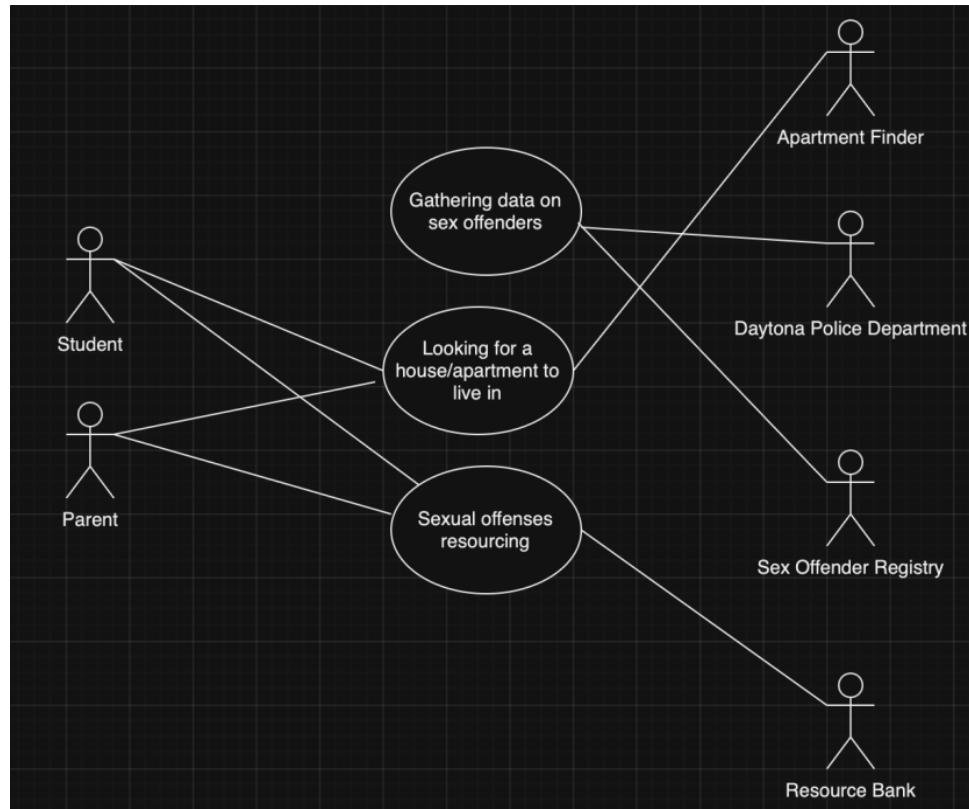 Apartment Finder
Gathering data on
sex offenders
Daytona Police Department
Student
Looking for a
house/apartment to
live in
Parent
Sexual offenses
resourcing
Sex Offender Registry
Resource Bank